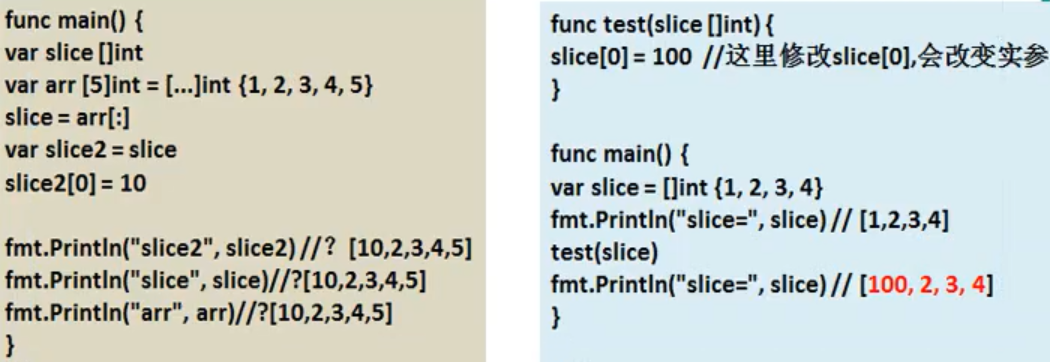 func main() {
var slice []int
var arr [5]int = [...]int {1, 2, 3, 4, 5}
slice = arr[:]
var slice2 = slice
slice2[0] = 10
fmt.Println("slice2", slice2) //？ [10,2,3,4,5]
fmt.Println("slice", slice)//?[10,2,3,4,5]
fmt.Println("arr", arr)//?[10,2,3,4,5]
}
func test(slice []int) {
slice[0] = 100 //这里修改slice[0],会改变实参
}
func main() {
var slice = []int {1, 2, 3, 4}
fmt.Println("slice=", slice) // [1,2,3,4]
test(slice)
fmt.Println("slice=", slice) // [100, 2, 3, 4]
}